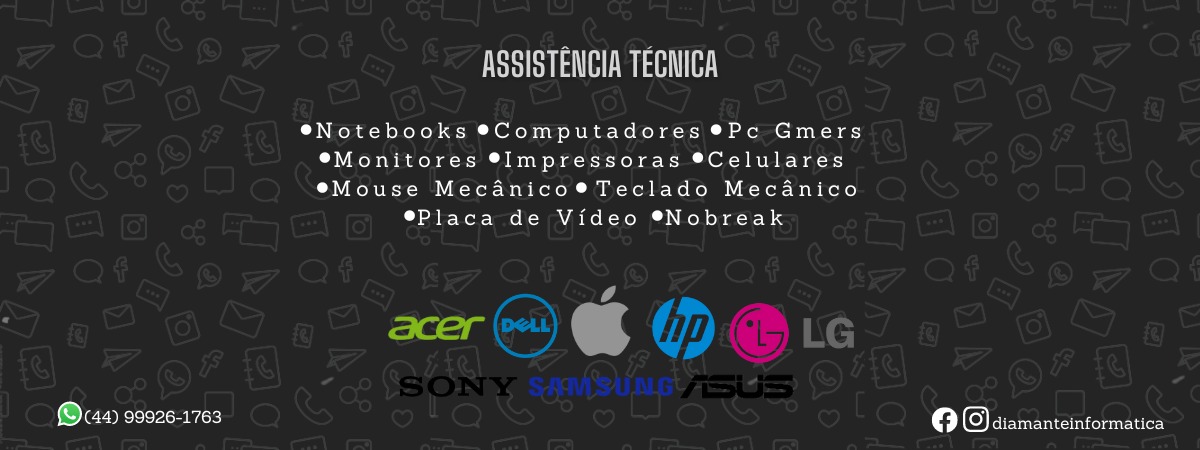 ASSISTÊNCIA TÉCNICA
•Notebooks •Computadores •Pc Gmers
•Monitores •Impressoras •Celulares
•Mouse Mecânico • Teclado Mecânico
•Placa de Vídeo •Nobreak
acer DELL hp LG LG
SONY SAMSUNG ASUS
(44) 99926-1763
diamanteinformatica